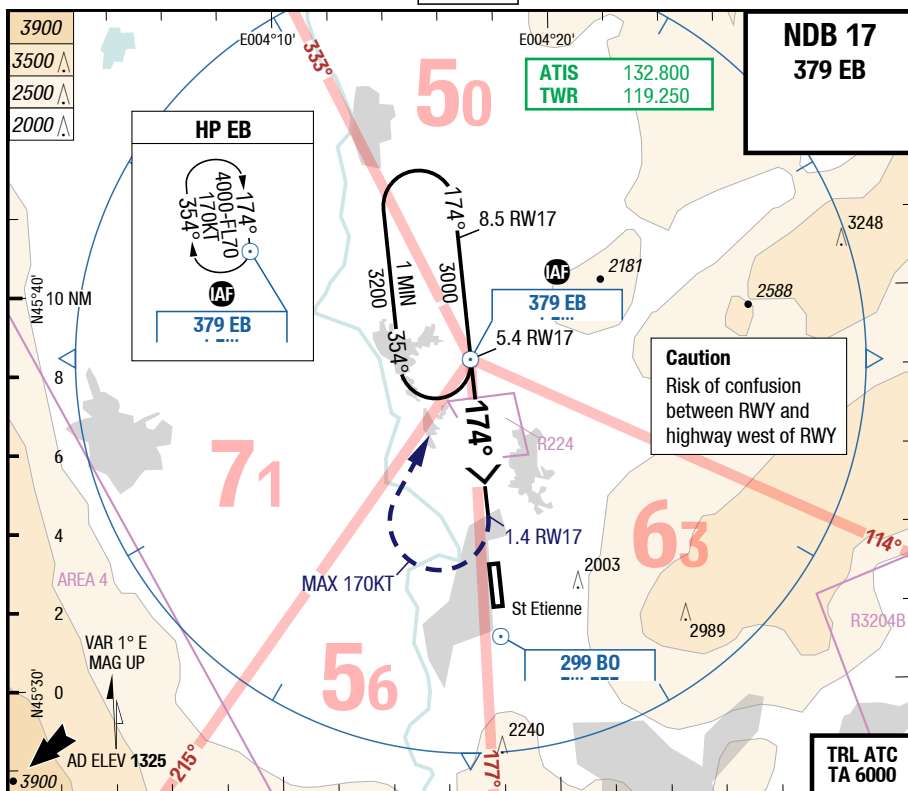 3900
3500
2500
2000
E004°10'
E004°20'
NDB 17
379 EB
ATIS 132.800
TWR 119.250
333°
50
HP EB
174°
4000-FL70
170KT
354°
IAF
379 EB
174°
8.5 RW17
1 MIN
3200
3000
354°
IAF
379 EB
2181
3248
2588
5.4 RW17
N45°40'
10 NM
8
6
4
2
0
Caution
Risk of confusion
between RWY and
highway west of RWY
R224
174°
71
63
114°
1.4 RW17
MAX 170KT
AREA 4
2003
St Etienne
2989
R3204B
VAR 1° E
MAG UP
299 BO
56
N45°30'
2240
AD ELEV 1325
215°
177°
3900
TRL ATC
TA 6000